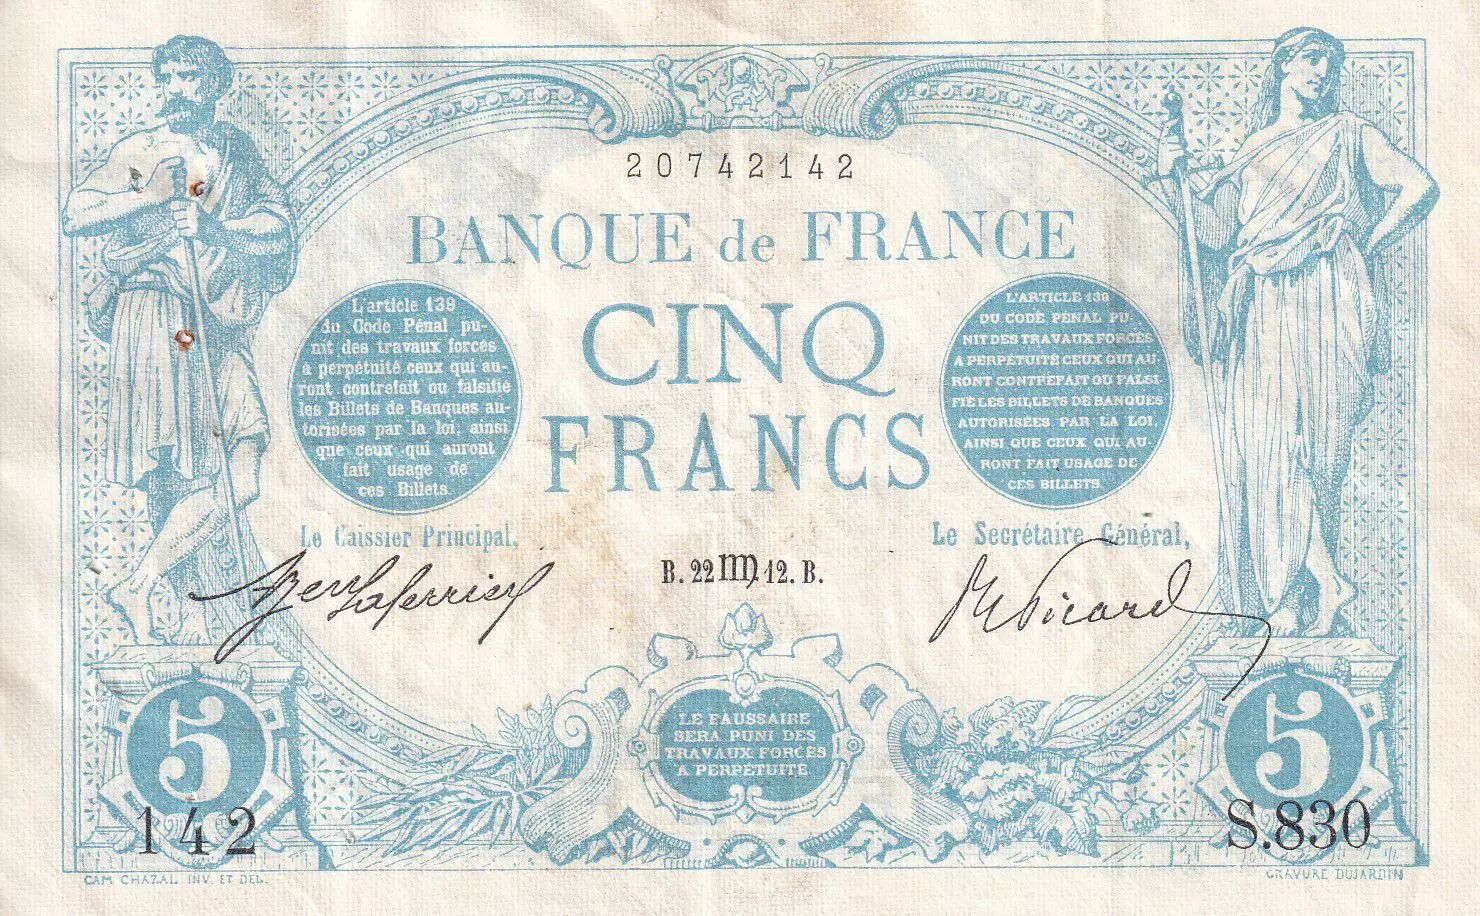 20742142
BANQUE de FRANCE
CINQ
FRANCS
L'article 139
du Code Pénal pu-
nit des travaux forcés
à perpétuité ceux qui au-
ront contrefait ou falsifié
les Billets de Banques au-
torisées par la loi, ainsi
que ceux qui auront
fait usage de
ces Billets.
L'ARTICLE 139
DU CODE PENAL PU-
NIT DES TRAVAUX FORCÉS
A PERPÉTUITÉ CEUX QUI AU-
RONT CONTREFAIT OU FALSI-
FIÉ LES BILLETS DE BANQUES
AUTORISÉES PAR LA LOI,
AINSI QUE CEUX QUI AU-
RONT FAIT USAGE DE
CES BILLETS
Le Caissier Principal,
Le Secrétaire Général,
B. 22 .12. B.
Picard
LE FAUSSAIRE
SERA PUNI DES
TRAVAUX FORCÉS
A PERPÉTUITÉ
5
5
142
S.830
CAM CHAZAL INV. ET DEL.
GRAVURE DUJARDIN